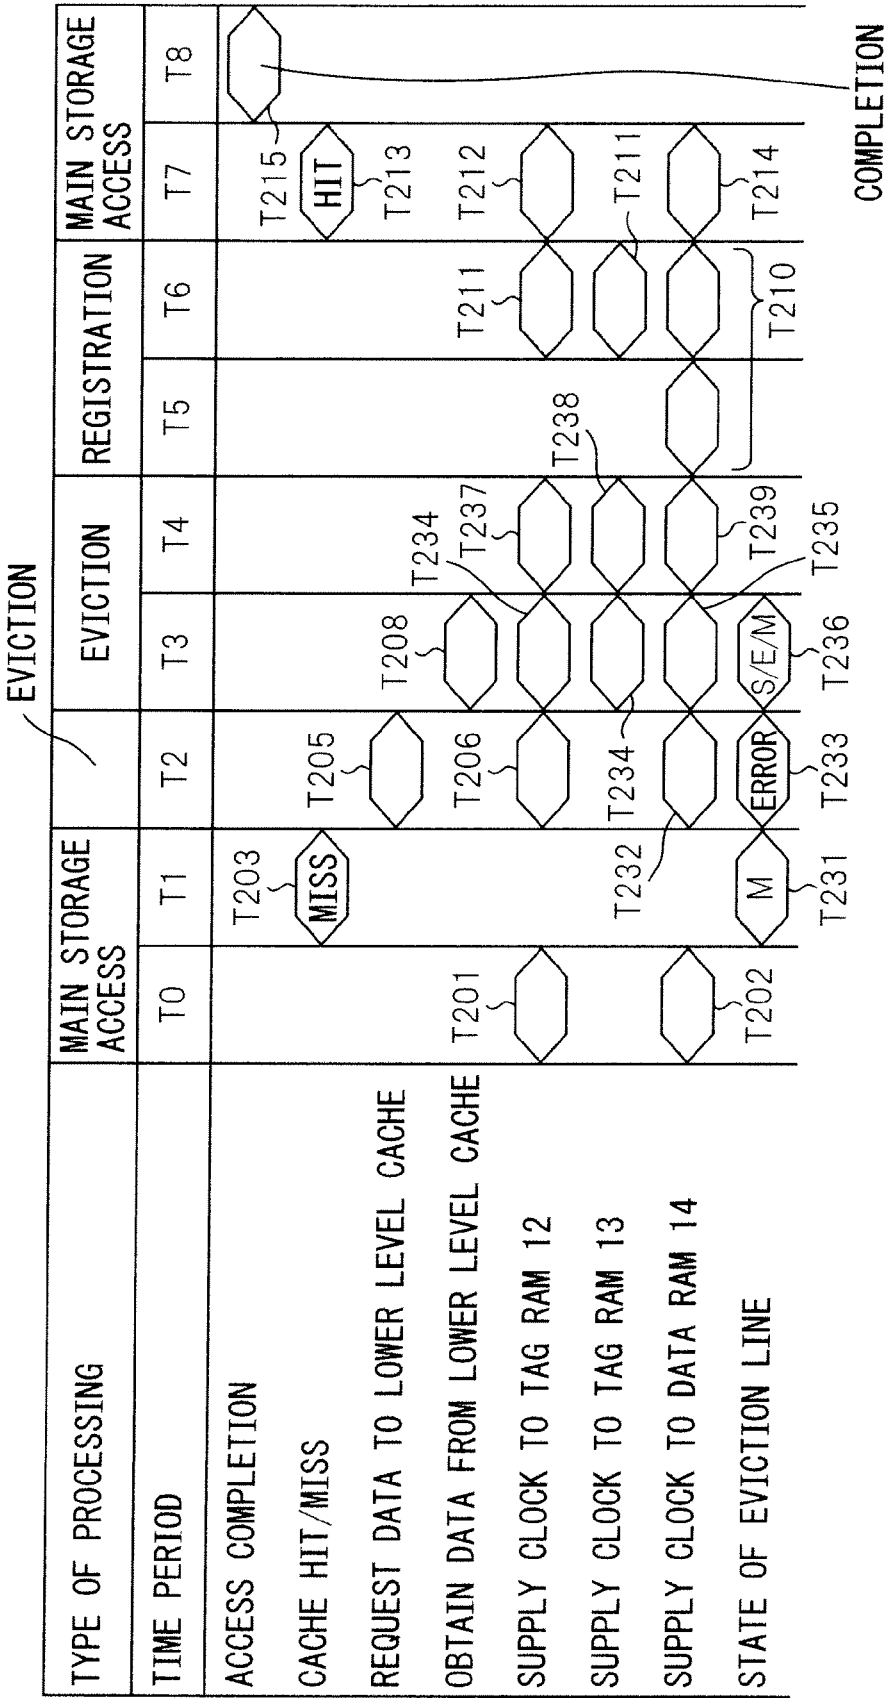 EVICTION
TYPE OF PROCESSING
MAIN STORAGE
ACCESS
EVICTION
REGISTRATION
MAIN STORAGE
ACCESS
TIME PERIOD
T0
T1
T2
T3
T4
T5
T6
T7
T8
ACCESS COMPLETION
T203
T215
CACHE HIT/MISS
MISS
HIT
T205
T213
REQUEST DATA TO LOWER LEVEL CACHE
T208
OBTAIN DATA FROM LOWER LEVEL CACHE
T201
T206
T234
T237
T211
T212
SUPPLY CLOCK TO TAG RAM 12
T238
SUPPLY CLOCK TO TAG RAM 13
T232
T234
T211
SUPPLY CLOCK TO DATA RAM 14
T202
T239
T214
STATE OF EVICTION LINE
M
ERROR
S/E/M
T235
T210
T231
T233
T236
COMPLETION